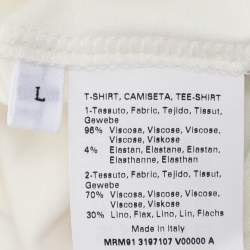 L
T-SHIRT, CAMISETA, TEE-SHIRT
1-Tessuto, Fabric, Tejido, Tissut,
Gewebe
96% Viscosa, Viscose, Viscosa,
Viscose, Viskose
4% Elastan, Elastane, Elastan,
Elasthanne, Elasthan
2-Tessuto, Fabric, Tejido, Tissut,
Gewebe
70% Viscosa, Viscose, Viscosa,
Viscose, Viskose
30% Lino, Flax, Lino, Lin, Flachs
Made in Italy
MRM91 3197107 V00000 A